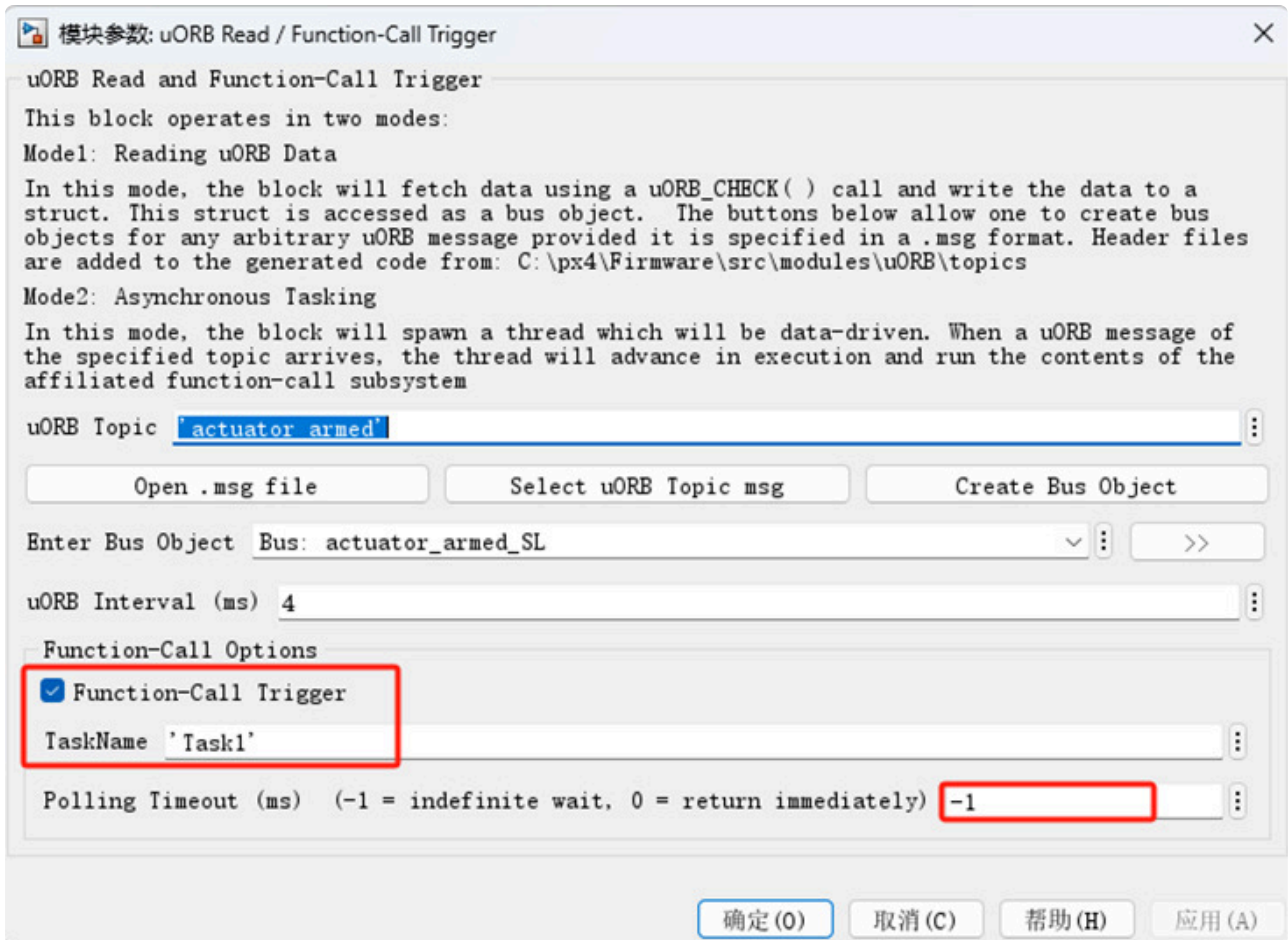 模块参数: uORB Read / Function-Call Trigger
uORB Read and Function-Call Trigger
This block operates in two modes:
Mode1: Reading uORB Data
In this mode, the block will fetch data using a uORB_CHECK( ) call and write the data to a
struct. This struct is accessed as a bus object.  The buttons below allow one to create bus
objects for any arbitrary uORB message provided it is specified in a .msg format. Header files
are added to the generated code from: C:\px4\Firmware\src\modules\uORB\topics
Mode2: Asynchronous Tasking
In this mode, the block will spawn a thread which will be data-driven. When a uORB message of
the specified topic arrives, the thread will advance in execution and run the contents of the
affiliated function-call subsystem
uORB Topic 'actuator_armed'
Open .msg file Select uORB Topic msg Create Bus Object
Enter Bus Object Bus: actuator_armed_SL >>
uORB Interval (ms) 4
Function-Call Options
Function-Call Trigger
TaskName 'Task1'
Polling Timeout (ms)  (-1 = indefinite wait, 0 = return immediately) -1
确定(O) 取消(C) 帮助(H) 应用(A)